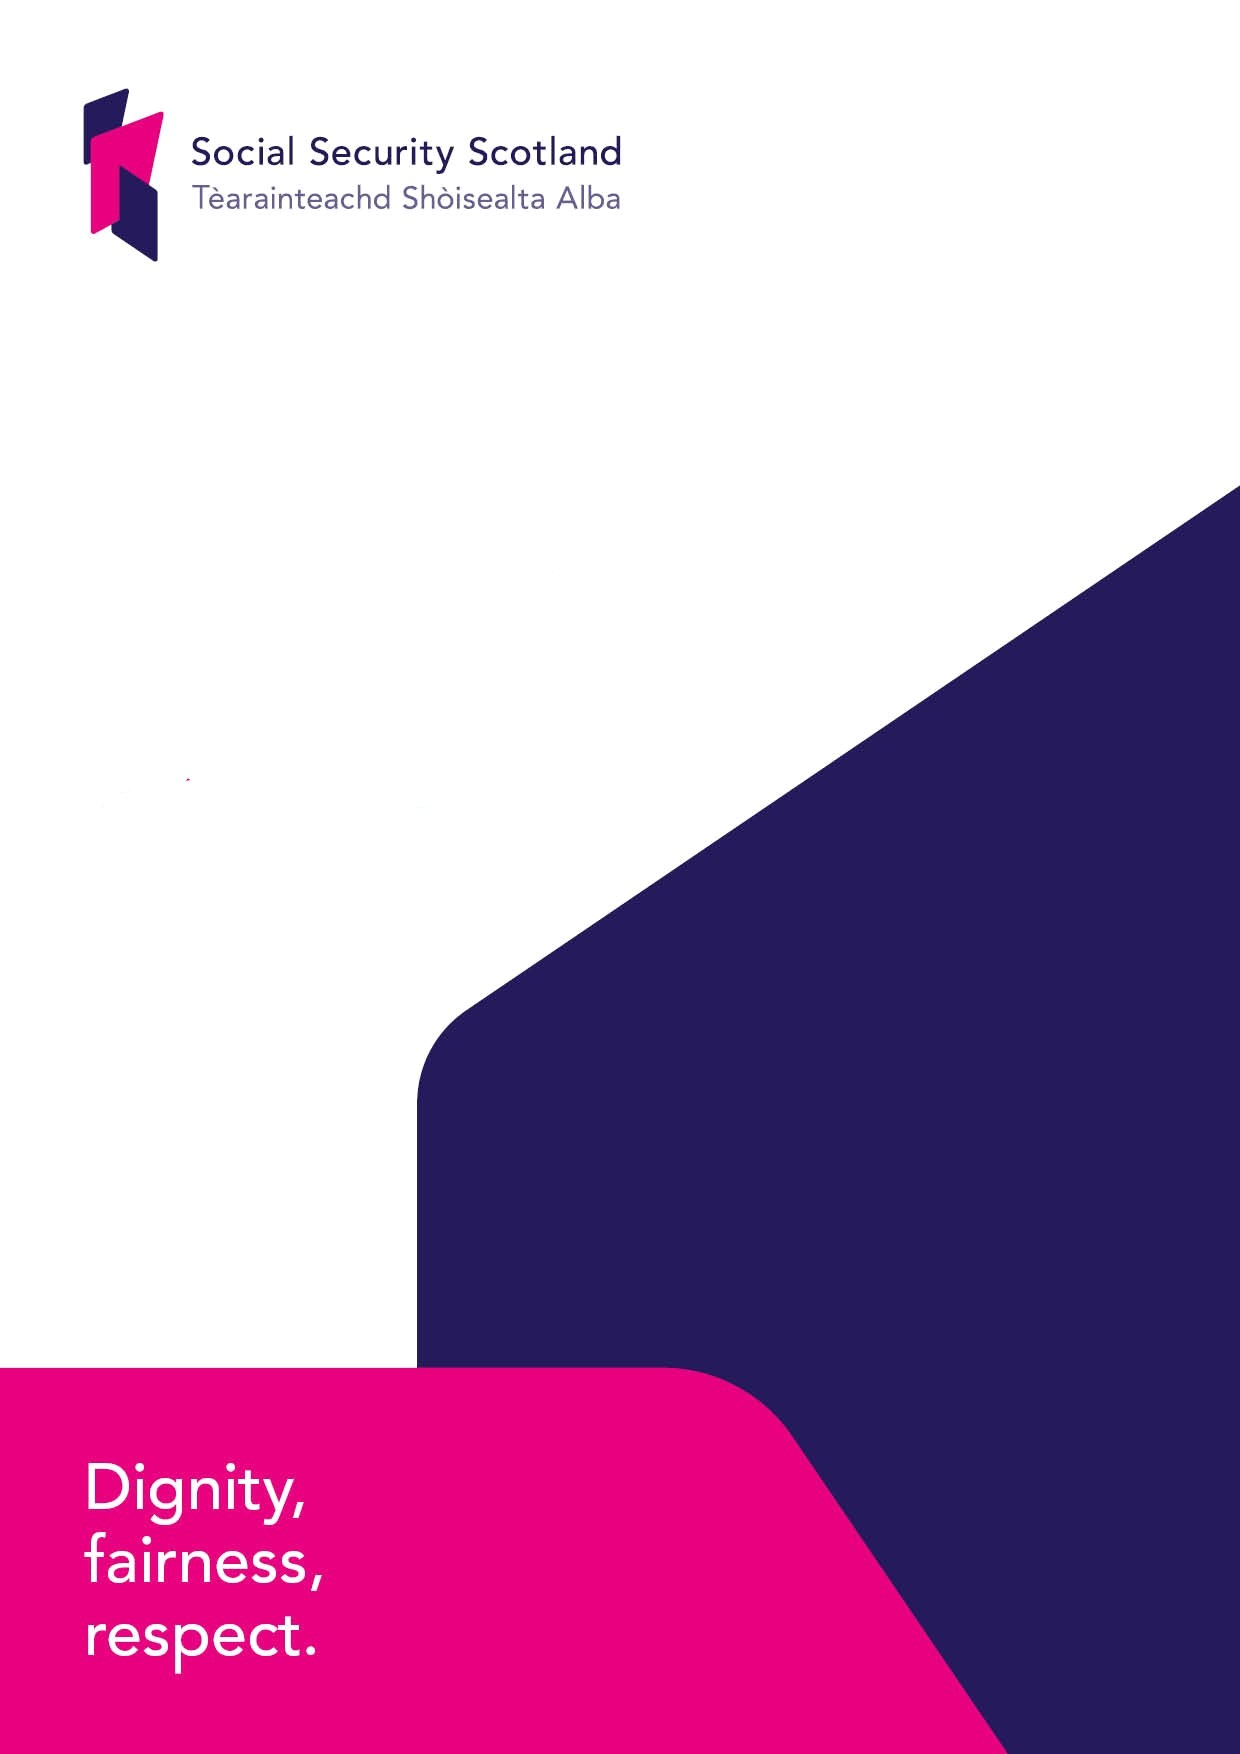 Social Security Scotland
Tèarainteachd Shòisealta Alba
Dignity,
fairness,
respect.